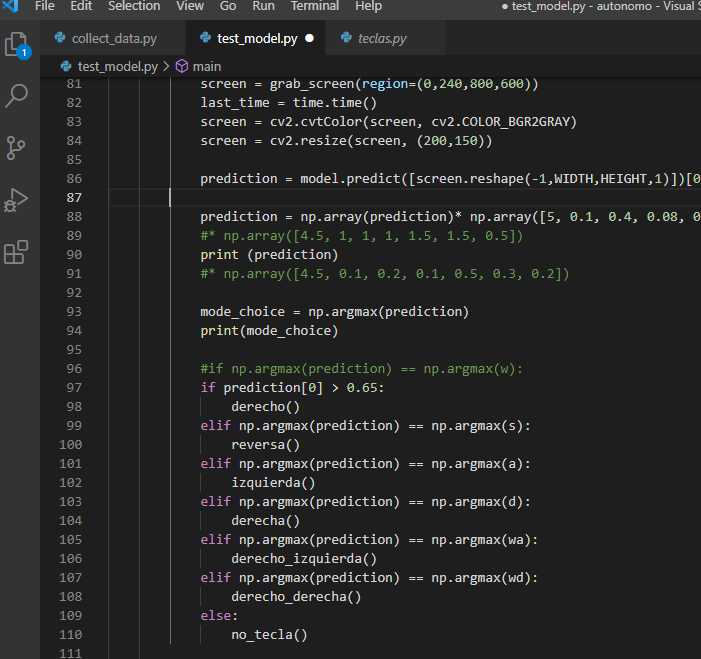 File Edit Selection View Go Run Terminal Help ● test_model.py - autonomo - Visual S
collect_data.py test_model.py ● teclas.py
1
test_model.py > main
81 screen = grab_screen(region=(0,240,800,600))
82 last_time = time.time()
83 screen = cv2.cvtColor(screen, cv2.COLOR_BGR2GRAY)
84 screen = cv2.resize(screen, (200,150))
85
86 prediction = model.predict([screen.reshape(-1,WIDTH,HEIGHT,1)])[0
87
88 prediction = np.array(prediction)* np.array([5, 0.1, 0.4, 0.08, 0
89 #* np.array([4.5, 1, 1, 1, 1.5, 1.5, 0.5])
90 print (prediction)
91 #* np.array([4.5, 0.1, 0.2, 0.1, 0.5, 0.3, 0.2])
92
93 mode_choice = np.argmax(prediction)
94 print(mode_choice)
95
96 #if np.argmax(prediction) == np.argmax(w):
97 if prediction[0] > 0.65:
98 derecho()
99 elif np.argmax(prediction) == np.argmax(s):
100 reversa()
101 elif np.argmax(prediction) == np.argmax(a):
102 izquierda()
103 elif np.argmax(prediction) == np.argmax(d):
104 derecha()
105 elif np.argmax(prediction) == np.argmax(wa):
106 derecho_izquierda()
107 elif np.argmax(prediction) == np.argmax(wd):
108 derecho_derecha()
109 else:
110 no_tecla()
111